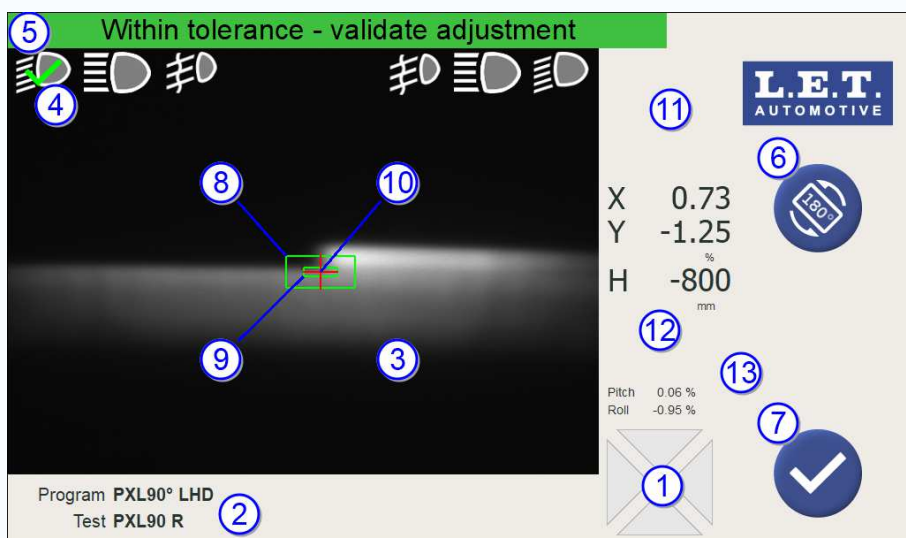 5
Within tolerance - validate adjustment
4
11
L.E.T.
AUTOMOTIVE
6
180°
8
10
X 0.73
Y -1.25
%
H -800
mm
12
9
3
13
Pitch 0.06 %
Roll -0.95 %
7
1
Program PXL90° LHD
Test PXL90 R
2